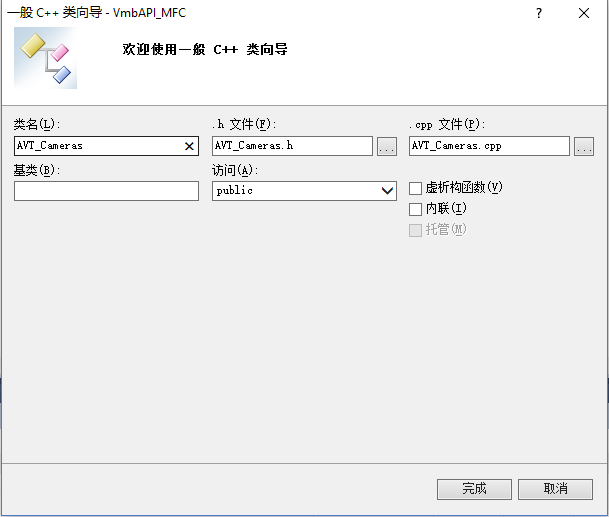 一般 C++ 类向导 - VmbAPI_MFC
?
欢迎使用一般 C++ 类向导
类名(L):
.h 文件(F):
.cpp 文件(P):
AVT_Cameras
AVT_Cameras.h
...
AVT_Cameras.cpp
...
基类(B):
访问(A):
public
虚析构函数(V)
内联(I)
托管(M)
完成
取消